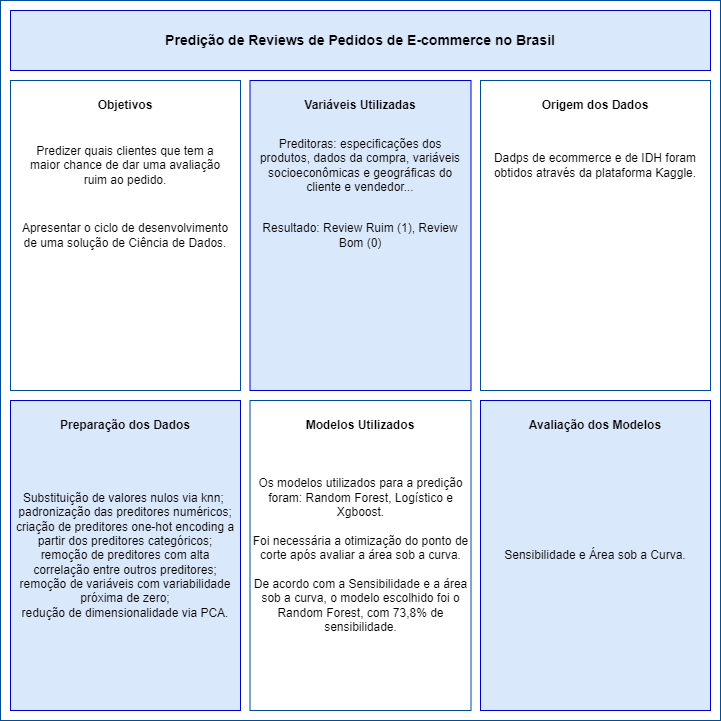 Predição de Reviews de Pedidos de E-commerce no Brasil
Objetivos
Predizer quais clientes que tem a
maior chance de dar uma avaliação
ruim ao pedido.
Apresentar o ciclo de desenvolvimento
de uma solução de Ciência de Dados.
Variáveis Utilizadas
Preditoras: especificações dos
produtos, dados da compra, variáveis
socioeconômicas e geográficas do
cliente e vendedor...
Resultado: Review Ruim (1), Review
Bom (0)
Origem dos Dados
Dadps de ecommerce e de IDH foram
obtidos através da plataforma Kaggle.
Preparação dos Dados
Substituição de valores nulos via knn;
padronização das preditores numéricos;
criação de preditores one-hot encoding a
partir dos preditores categóricos;
remoção de preditores com alta
correlação entre outros preditores;
remoção de variáveis com variabilidade
próxima de zero;
redução de dimensionalidade via PCA.
Modelos Utilizados
Os modelos utilizados para a predição
foram: Random Forest, Logístico e
Xgboost.
Foi necessária a otimização do ponto de
corte após avaliar a área sob a curva.
De acordo com a Sensibilidade e a área
sob a curva, o modelo escolhido foi o
Random Forest, com 73,8% de
sensibilidade.
Avaliação dos Modelos
Sensibilidade e Área sob a Curva.